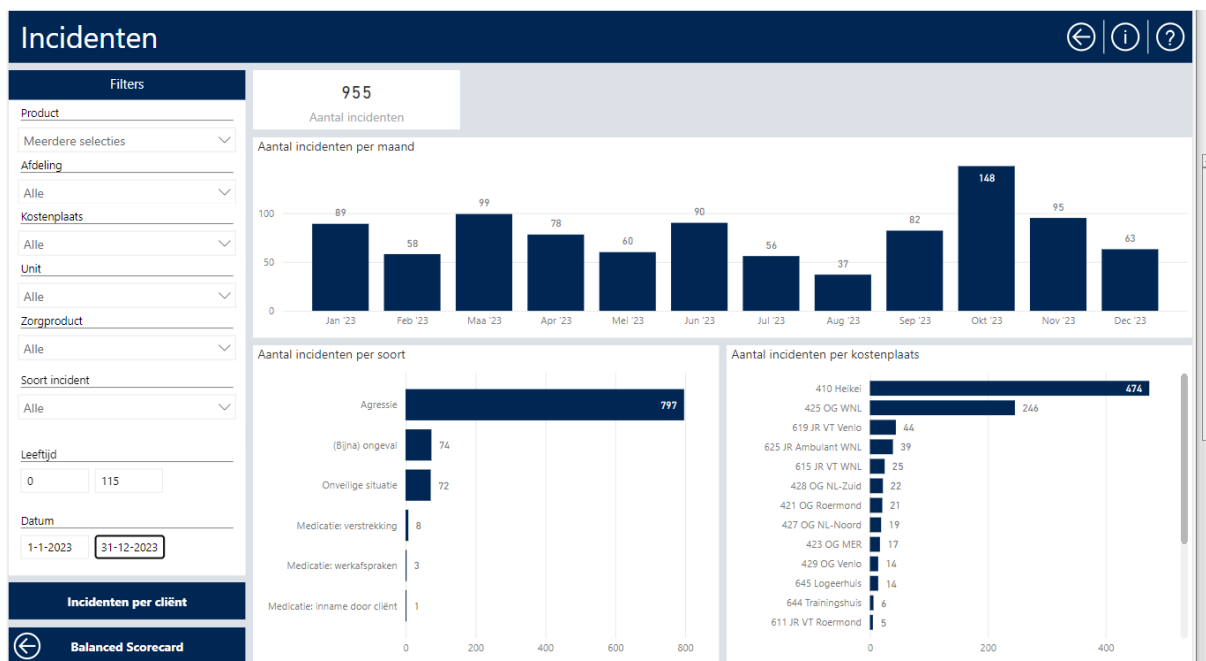 Incidenten
Filters
Product
Meerdere selecties
Afdeling
Alle
Kostenplaats
Alle
Unit
Alle
Zorgproduct
Alle
Soort incident
Alle
Leeftijd
0 115
Datum
1-1-2023 31-12-2023
Incidenten per cliënt
Balanced Scorecard
955
Aantal incidenten
Aantal incidenten per maand
100
50
0
89 58 99 78 60 90 56 37 82 148 95 63
Jan '23 Feb '23 Maa '23 Apr '23 Mei '23 Jun '23 Jul '23 Aug '23 Sep '23 Okt '23 Nov '23 Dec '23
Aantal incidenten per soort
Agressie 797
(Bijna) ongeval 74
Onveilige situatie 72
Medicatie: verstrekking 8
Medicatie: werkafspraken 3
Medicatie: inname door cliënt 1
0 200 400 600 800
Aantal incidenten per kostenplaats
410 Heikei 474
425 OG WNL 246
619 JR VT Venlo 44
625 JR Ambulant WNL 39
615 JR VT WNL 25
428 OG NL-Zuid 22
421 OG Roermond 21
427 OG NL-Noord 19
423 OG MER 17
429 OG Venlo 14
645 Logeerhuis 14
644 Trainingshuis 6
611 JR VT Roermond 5
0 200 400